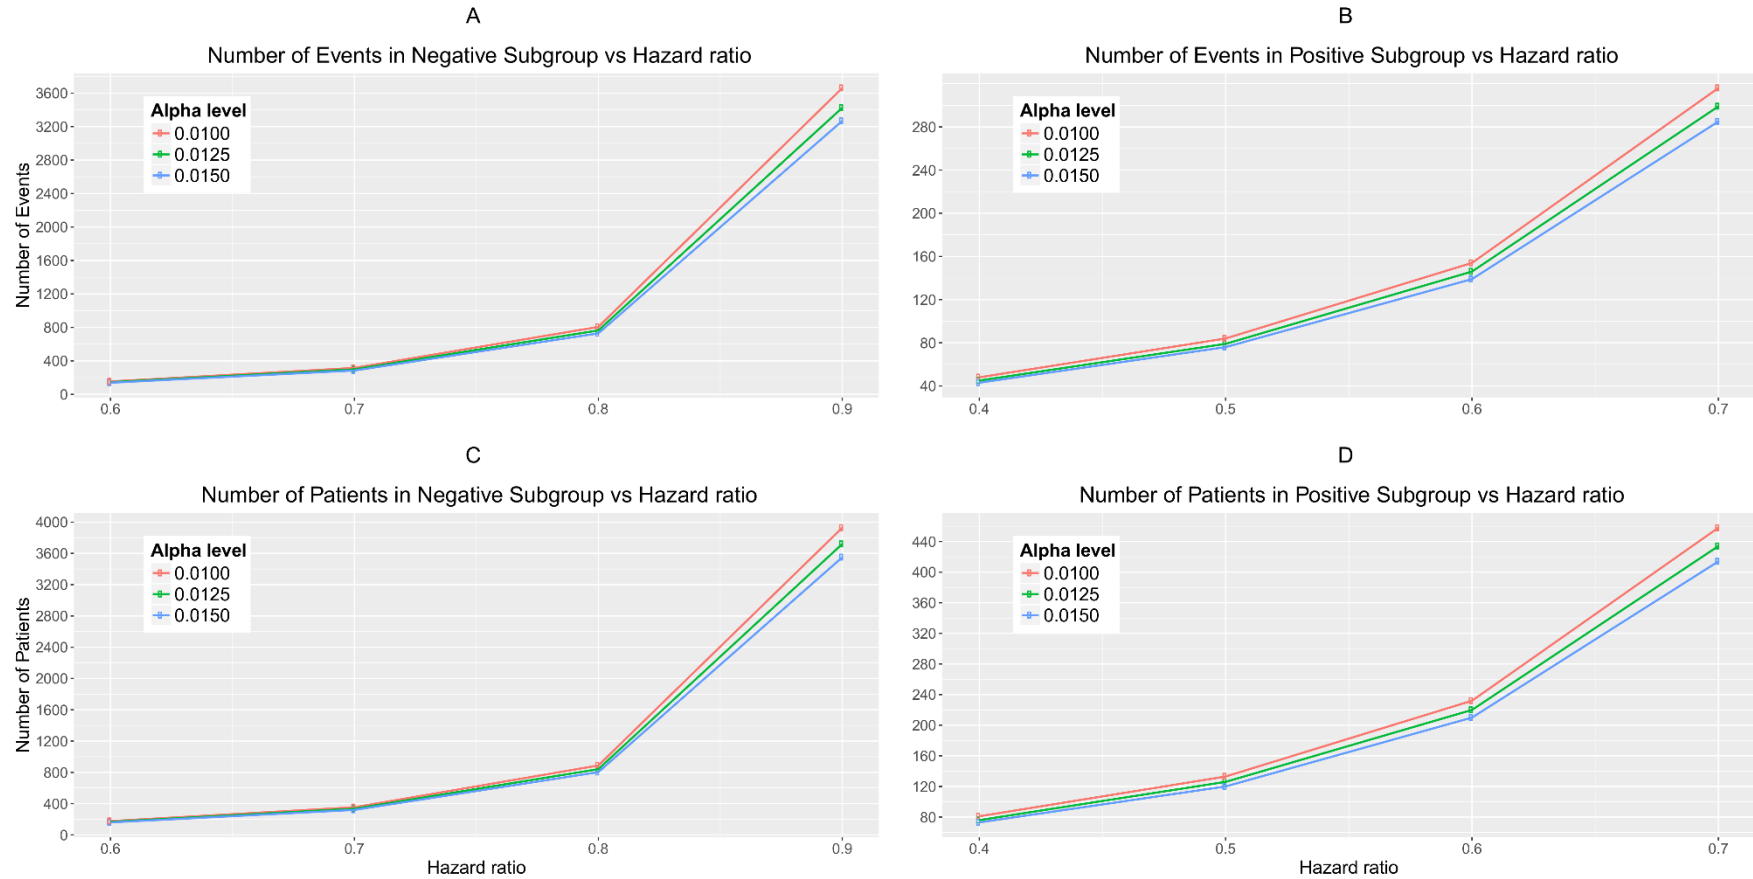 A
Number of Events in Negative Subgroup vs Hazard ratio
Number of Events
3600
3200
2800
2400
2000
1600
1200
800
400
0
Alpha level
0.0100
0.0125
0.0150
0.6 0.7 0.8 0.9
B
Number of Events in Positive Subgroup vs Hazard ratio
280
240
200
160
120
80
40
Alpha level
0.0100
0.0125
0.0150
0.4 0.5 0.6 0.7
C
Number of Patients in Negative Subgroup vs Hazard ratio
Number of Patients
4000
3600
3200
2800
2400
2000
1600
1200
800
400
0
Alpha level
0.0100
0.0125
0.0150
0.6 0.7 0.8 0.9
Hazard ratio
D
Number of Patients in Positive Subgroup vs Hazard ratio
440
400
360
320
280
240
200
160
120
80
Alpha level
0.0100
0.0125
0.0150
0.4 0.5 0.6 0.7
Hazard ratio